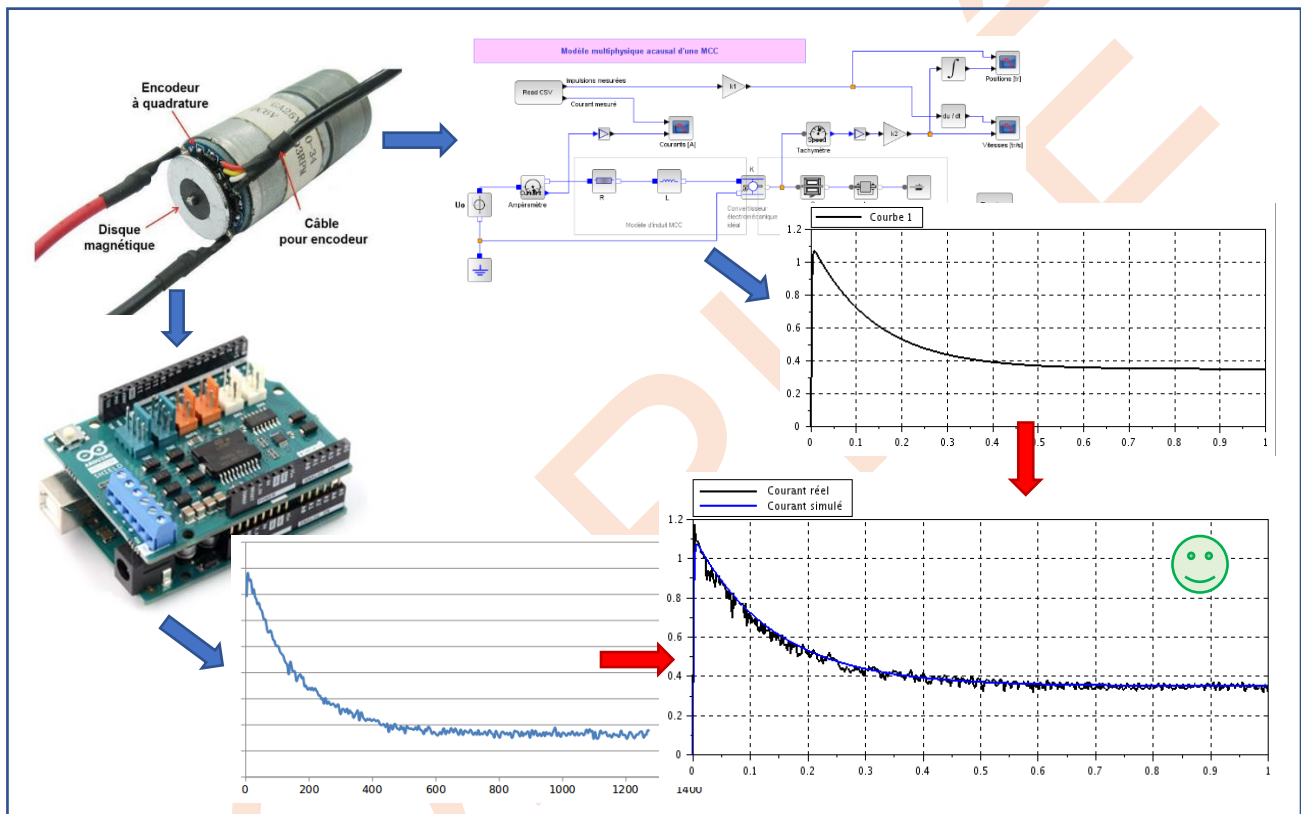 Modèle multiphysique acausal d'une MCC
Encodeur
à quadrature
Disque
magnétique
Câble
pour encodeur
Read CSV
Impulsions mesurées
Courant mesuré
k1
Courants [A]
∫
Positions [tr]
du / dt
Vitesses [tr/s]
Speed
Tachymètre
k2
Uo
Ampèremètre
R
L
K
Modèle d'induit MCC
Convertisseur
électromécanique
idéal
Courbe 1
1.2
1
0.8
0.6
0.4
0.2
0
0
0.1
0.2
0.3
0.4
0.5
0.6
0.7
0.8
0.9
1
ARDUINO
SHIELD
0
200
400
600
800
1000
1200
1400
Courant réel
Courant simulé
1.2
1
0.8
0.6
0.4
0.2
0
0
0.1
0.2
0.3
0.4
0.5
0.6
0.7
0.8
0.9
1